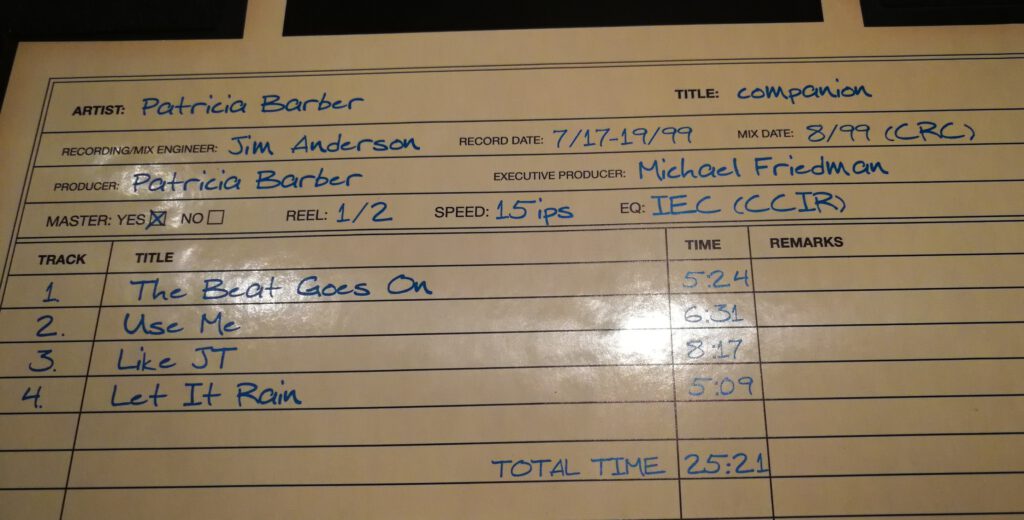 ARTIST: Patricia Barber TITLE: companion
RECORDING/MIX ENGINEER: Jim Anderson RECORD DATE: 7/17-19/99 MIX DATE: 8/99 (CRC)
PRODUCER: Patricia Barber EXECUTIVE PRODUCER: Michael Friedman
MASTER: YES ☒ NO ☐ REEL: 1/2 SPEED: 15 ips EQ: IEC (CCIR)
TRACK TITLE TIME REMARKS
1. The Beat Goes On 5:24
2. Use Me 6:31
3. Like JT 8:17
4. Let It Rain 5:09
TOTAL TIME 25:21